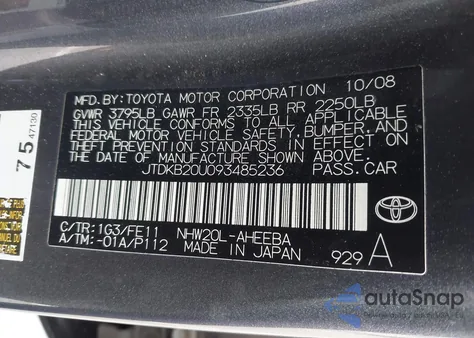 MFD. BY: TOYOTA MOTOR CORPORATION 10/08
GVWR 3795LB GAWR FR 2335LB RR 2250LB
THIS VEHICLE CONFORMS TO ALL APPLICABLE
FEDERAL MOTOR VEHICLE SAFETY, BUMPER, AND
THEFT PREVENTION STANDARDS IN EFFECT ON
THE DATE OF MANUFACTURE SHOWN ABOVE.
JTDKB20U093485236 PASS. CAR
C/TR: 1G3/FE11 NHW20L-AHEEBA
A/TM: -01A/P112 MADE IN JAPAN
929 A
75
47130
autoSnap